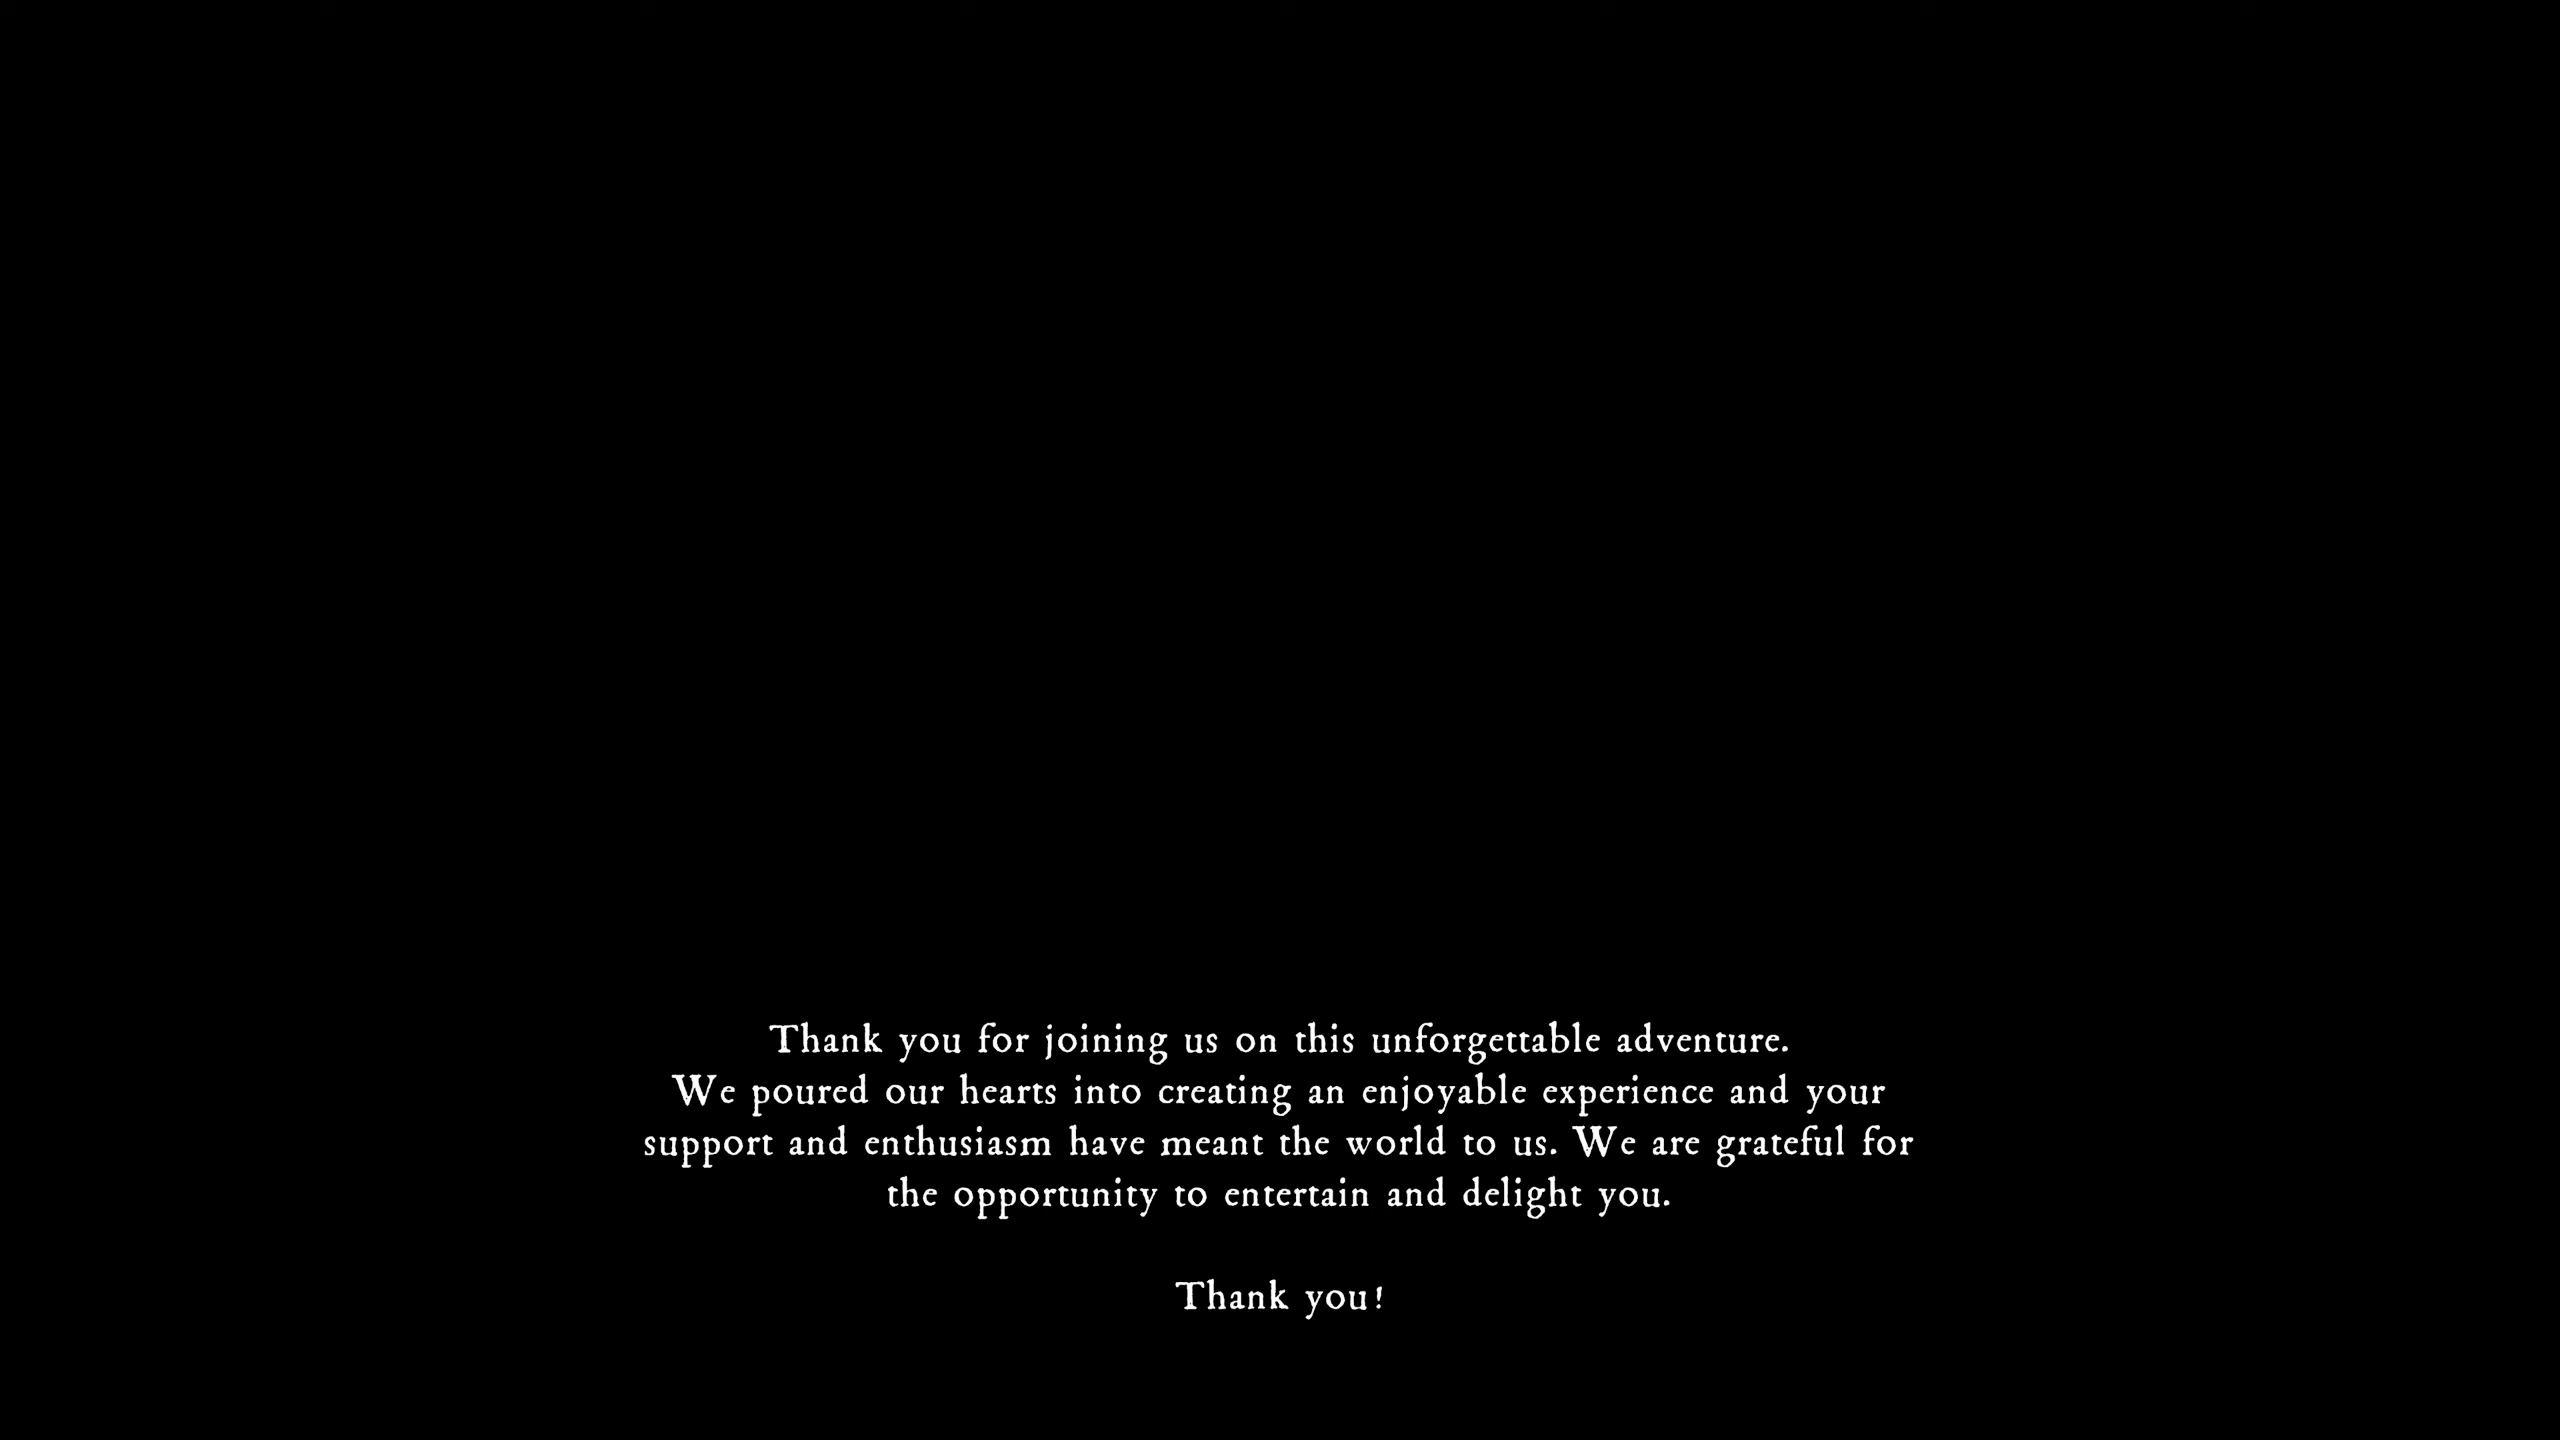 Thank you for joining us on this unforgettable adventure.
We poured our hearts into creating an enjoyable experience and your
support and enthusiasm have meant the world to us. We are grateful for
the opportunity to entertain and delight you.
Thank you!